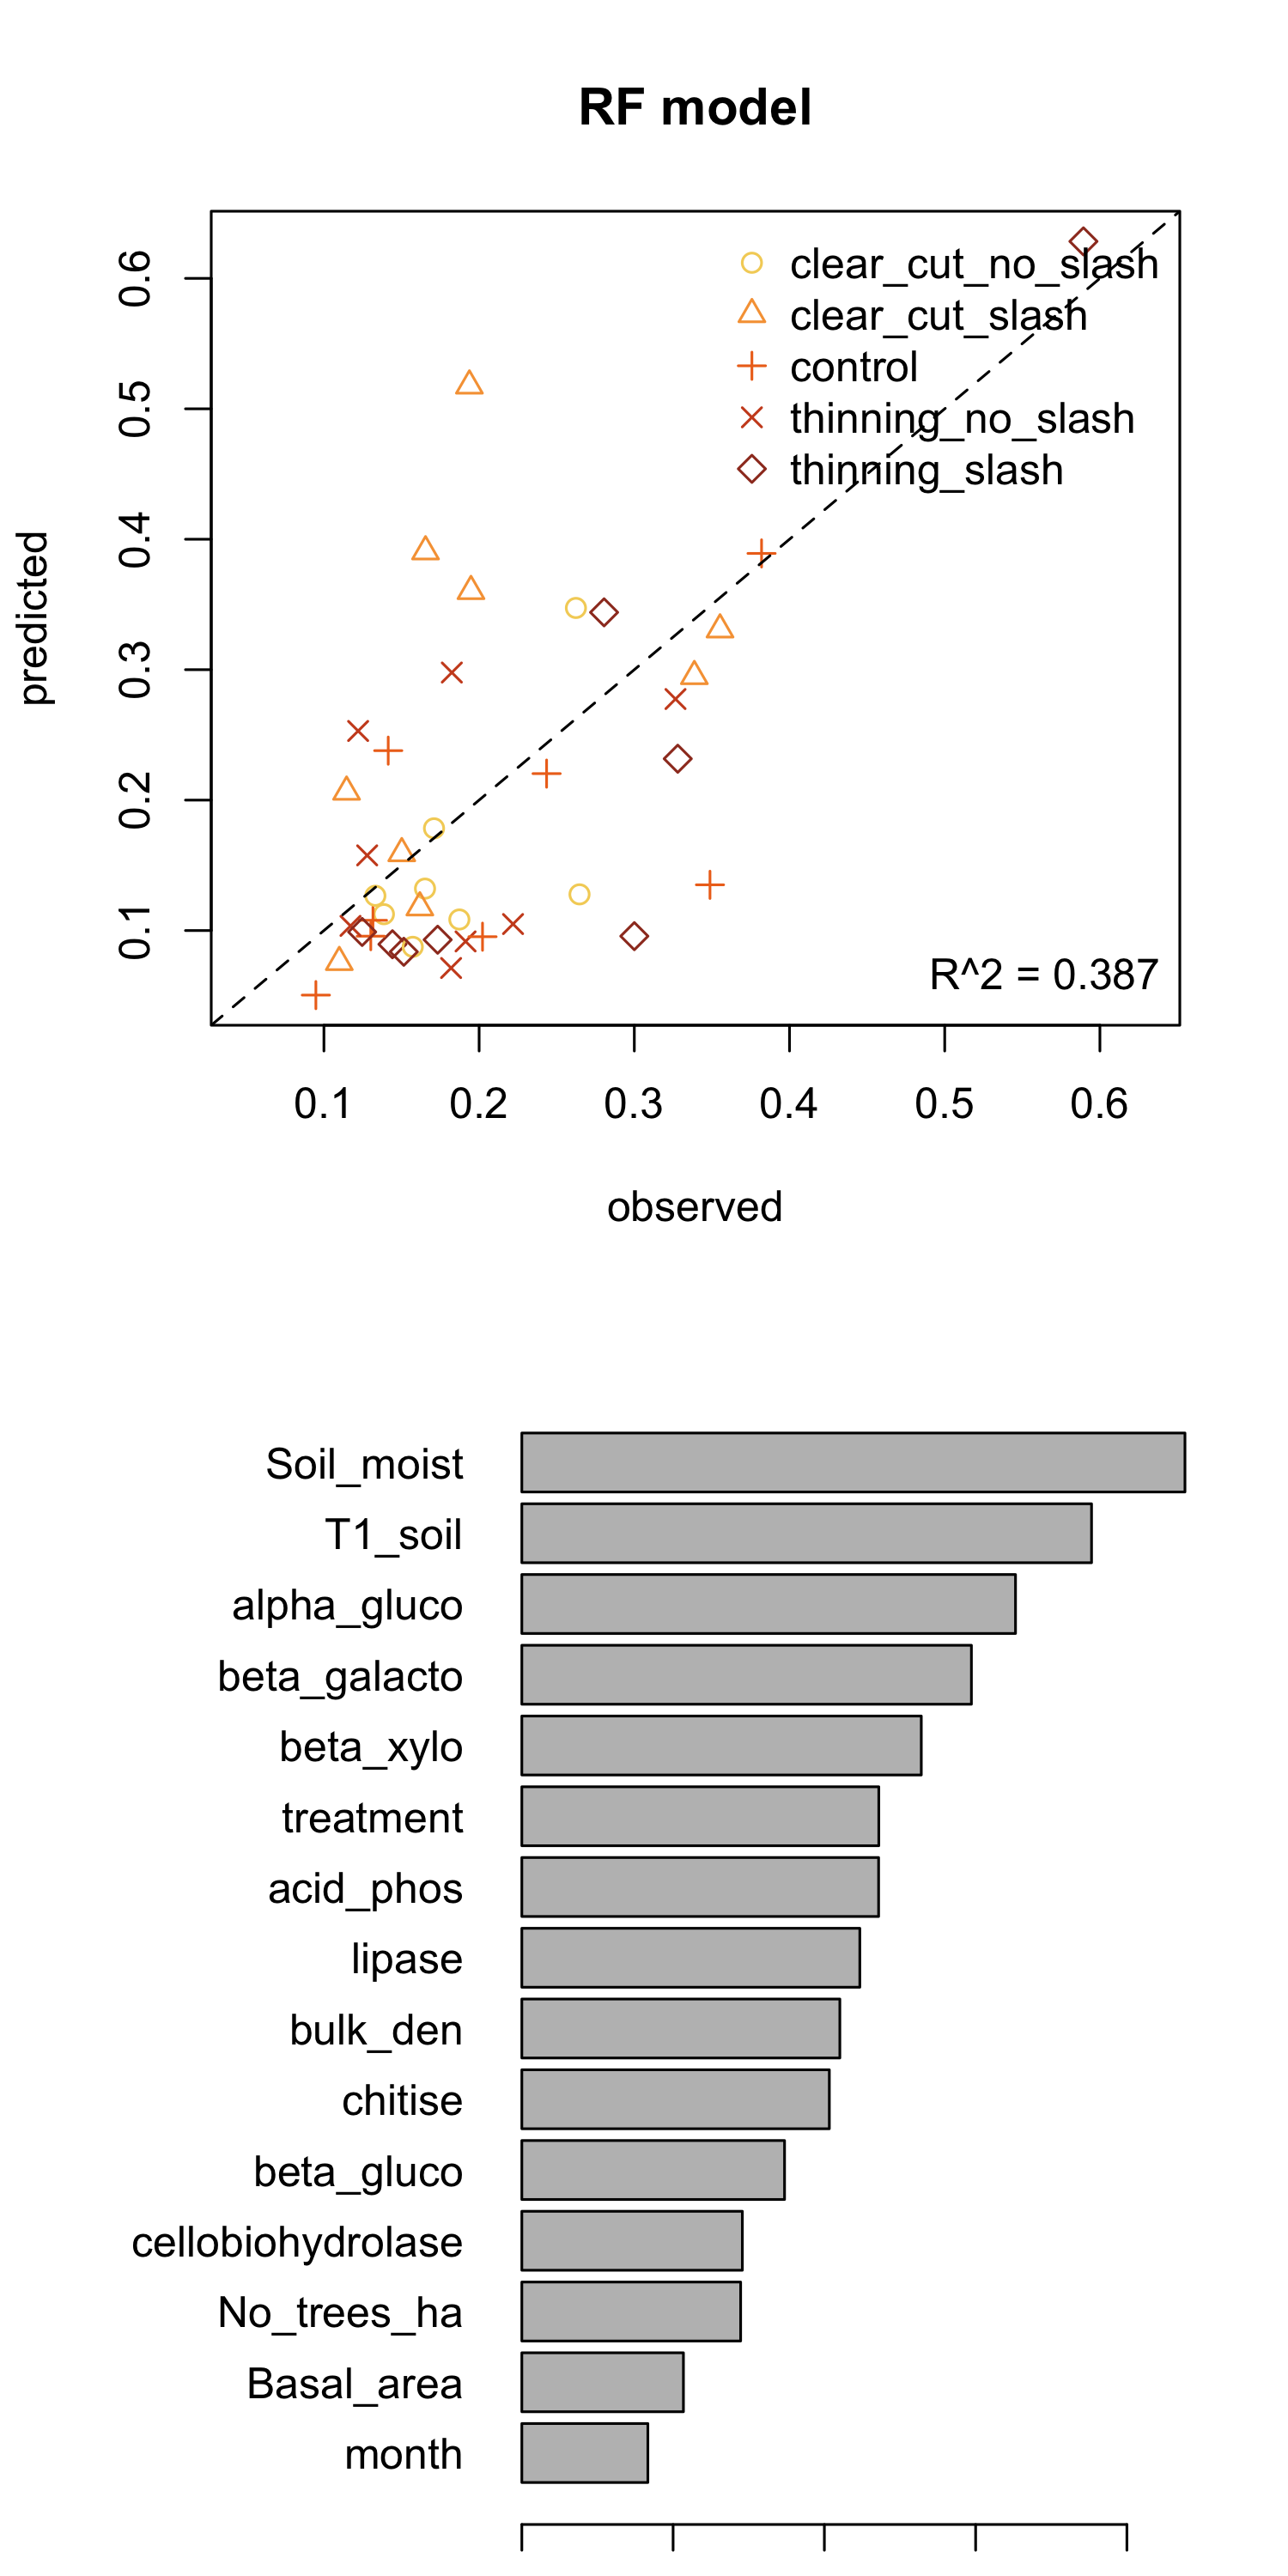 RF model
clear_cut_no_slash
clear_cut_slash
control
thinning_no_slash
thinning_slash
0.6
0.5
0.4
0.3
0.2
0.1
predicted
R^2 = 0.387
0.1 0.2 0.3 0.4 0.5 0.6
observed
Soil_moist
T1_soil
alpha_gluco
beta_galacto
beta_xylo
treatment
acid_phos
lipase
bulk_den
chitise
beta_gluco
cellobiohydrolase
No_trees_ha
Basal_area
month